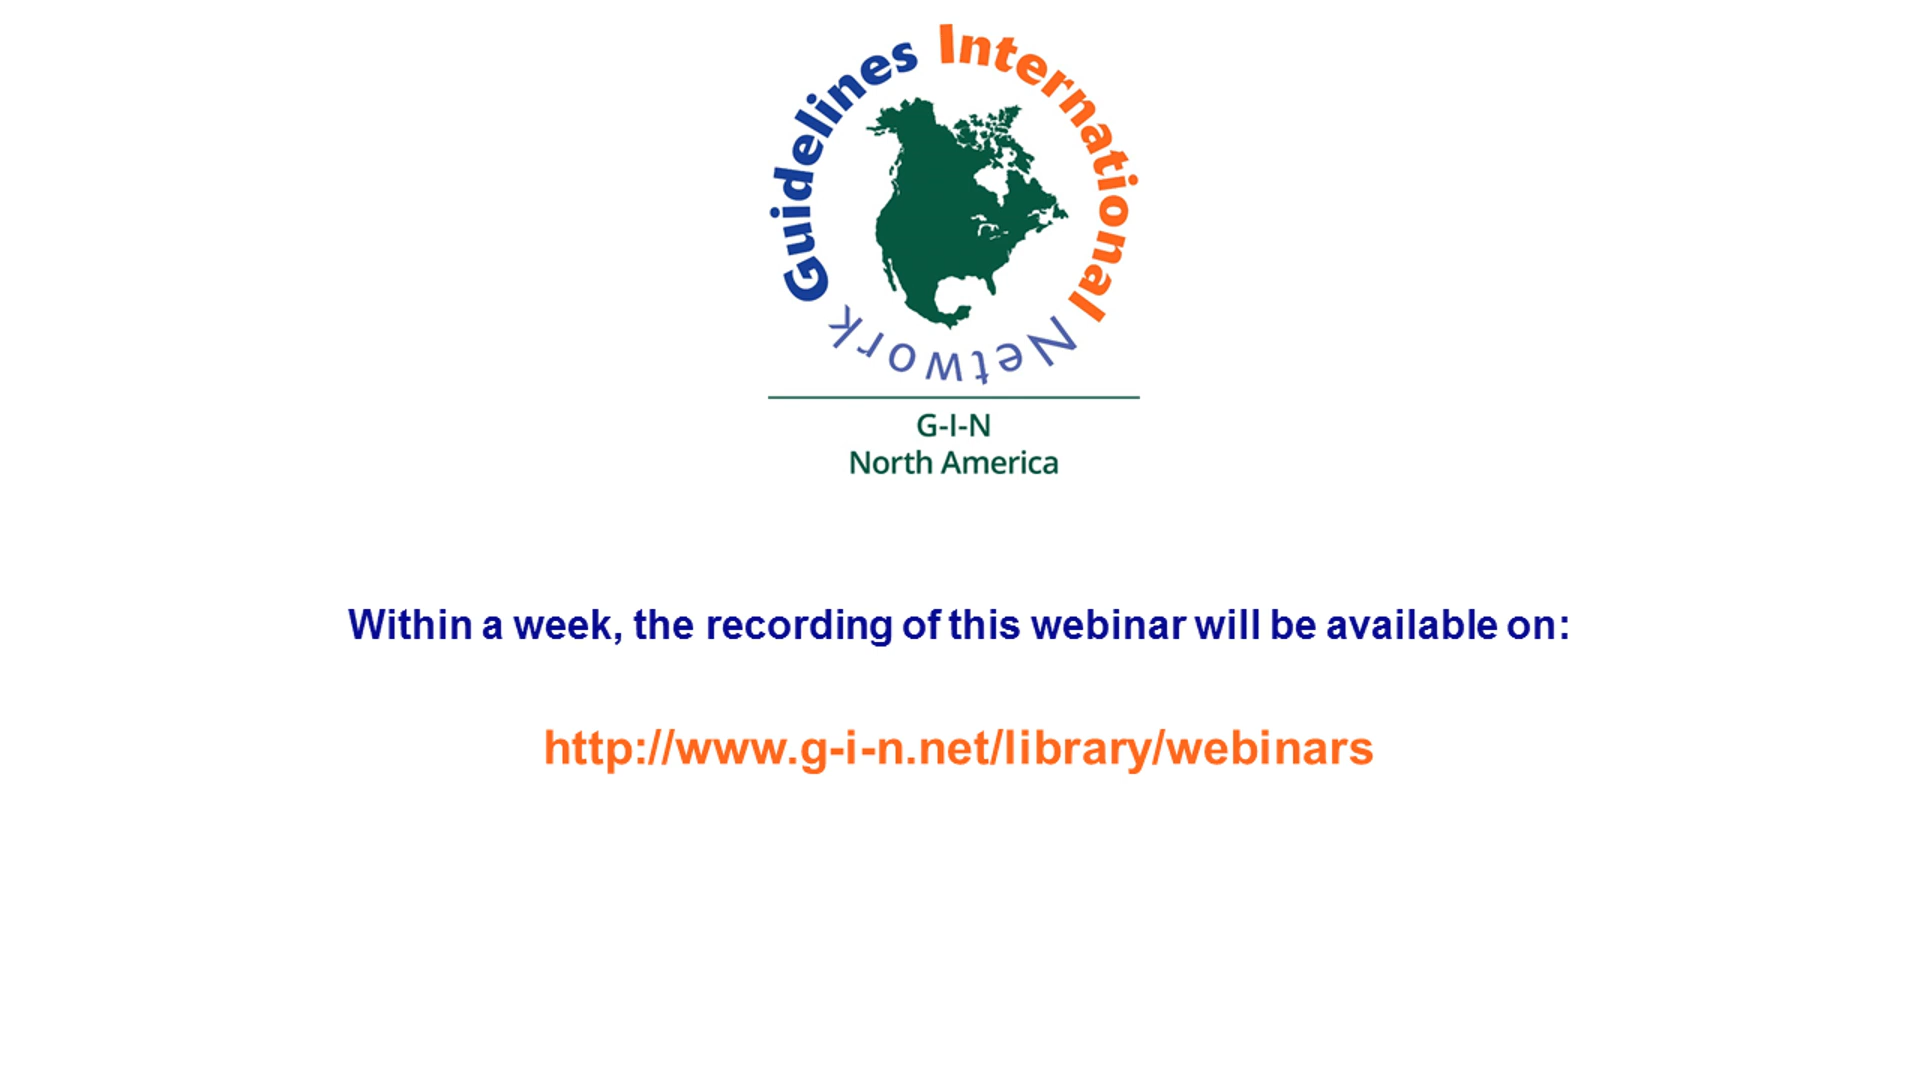 Guidelines International Network
G-I-N
North America
Within a week, the recording of this webinar will be available on:
http://www.g-i-n.net/library/webinars